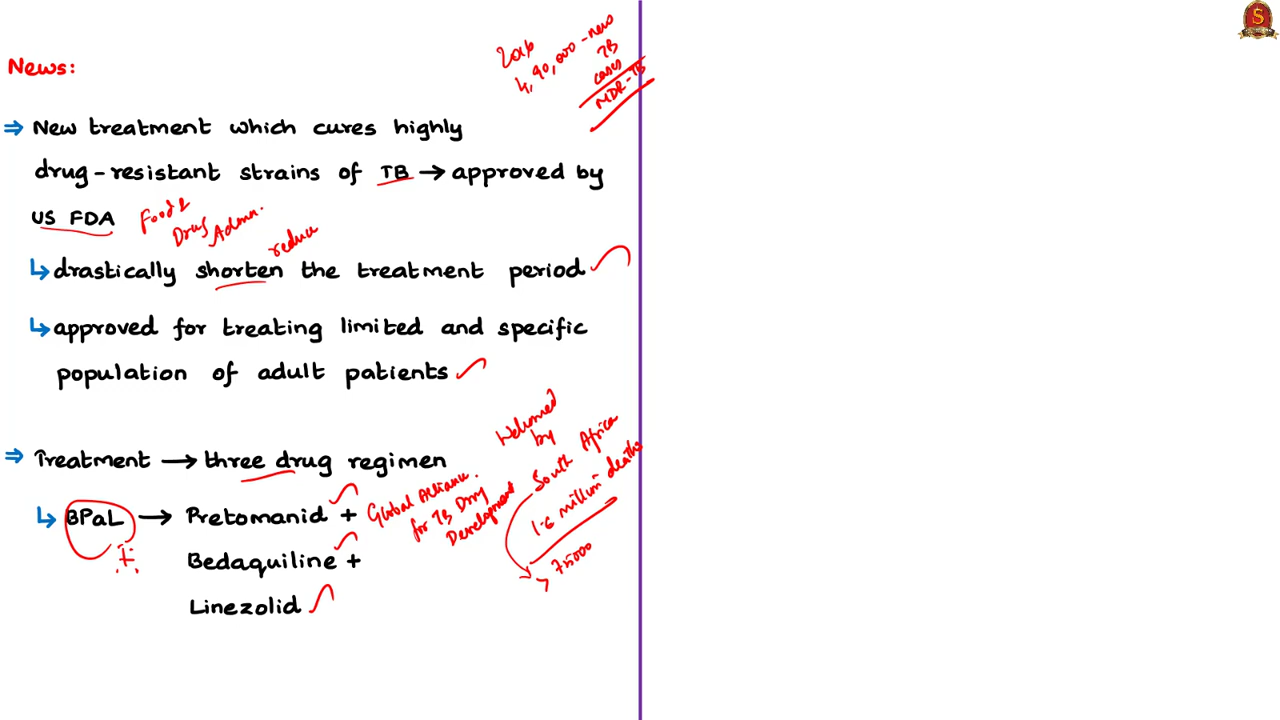 2016
4,90,000 - new
TB
cases
MDR-TB
News:
⇒ New treatment which cures highly
drug-resistant strains of TB → approved by
US FDA
Food &
Drug Admn.
reduce
↳ drastically shorten the treatment period
↳ approved for treating limited and specific
population of adult patients
⇒ Treatment → three drug regimen
↳ BPaL → Pretomanid +
Bedaquiline +
Linezolid
Global Alliance
for TB Drug
Development
Welcomed
by
South Africa
1.6 million deaths
> 75000
S